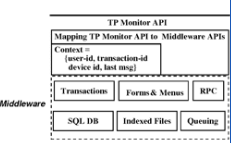 TP Monitor API
Mapping TP Monitor API to Middleware APIs
Context =
{user-id, transaction-id
device id, last msg}
Transactions
Forms & Menus
RPC
Middleware
SQL DB
Indexed Files
Queuing